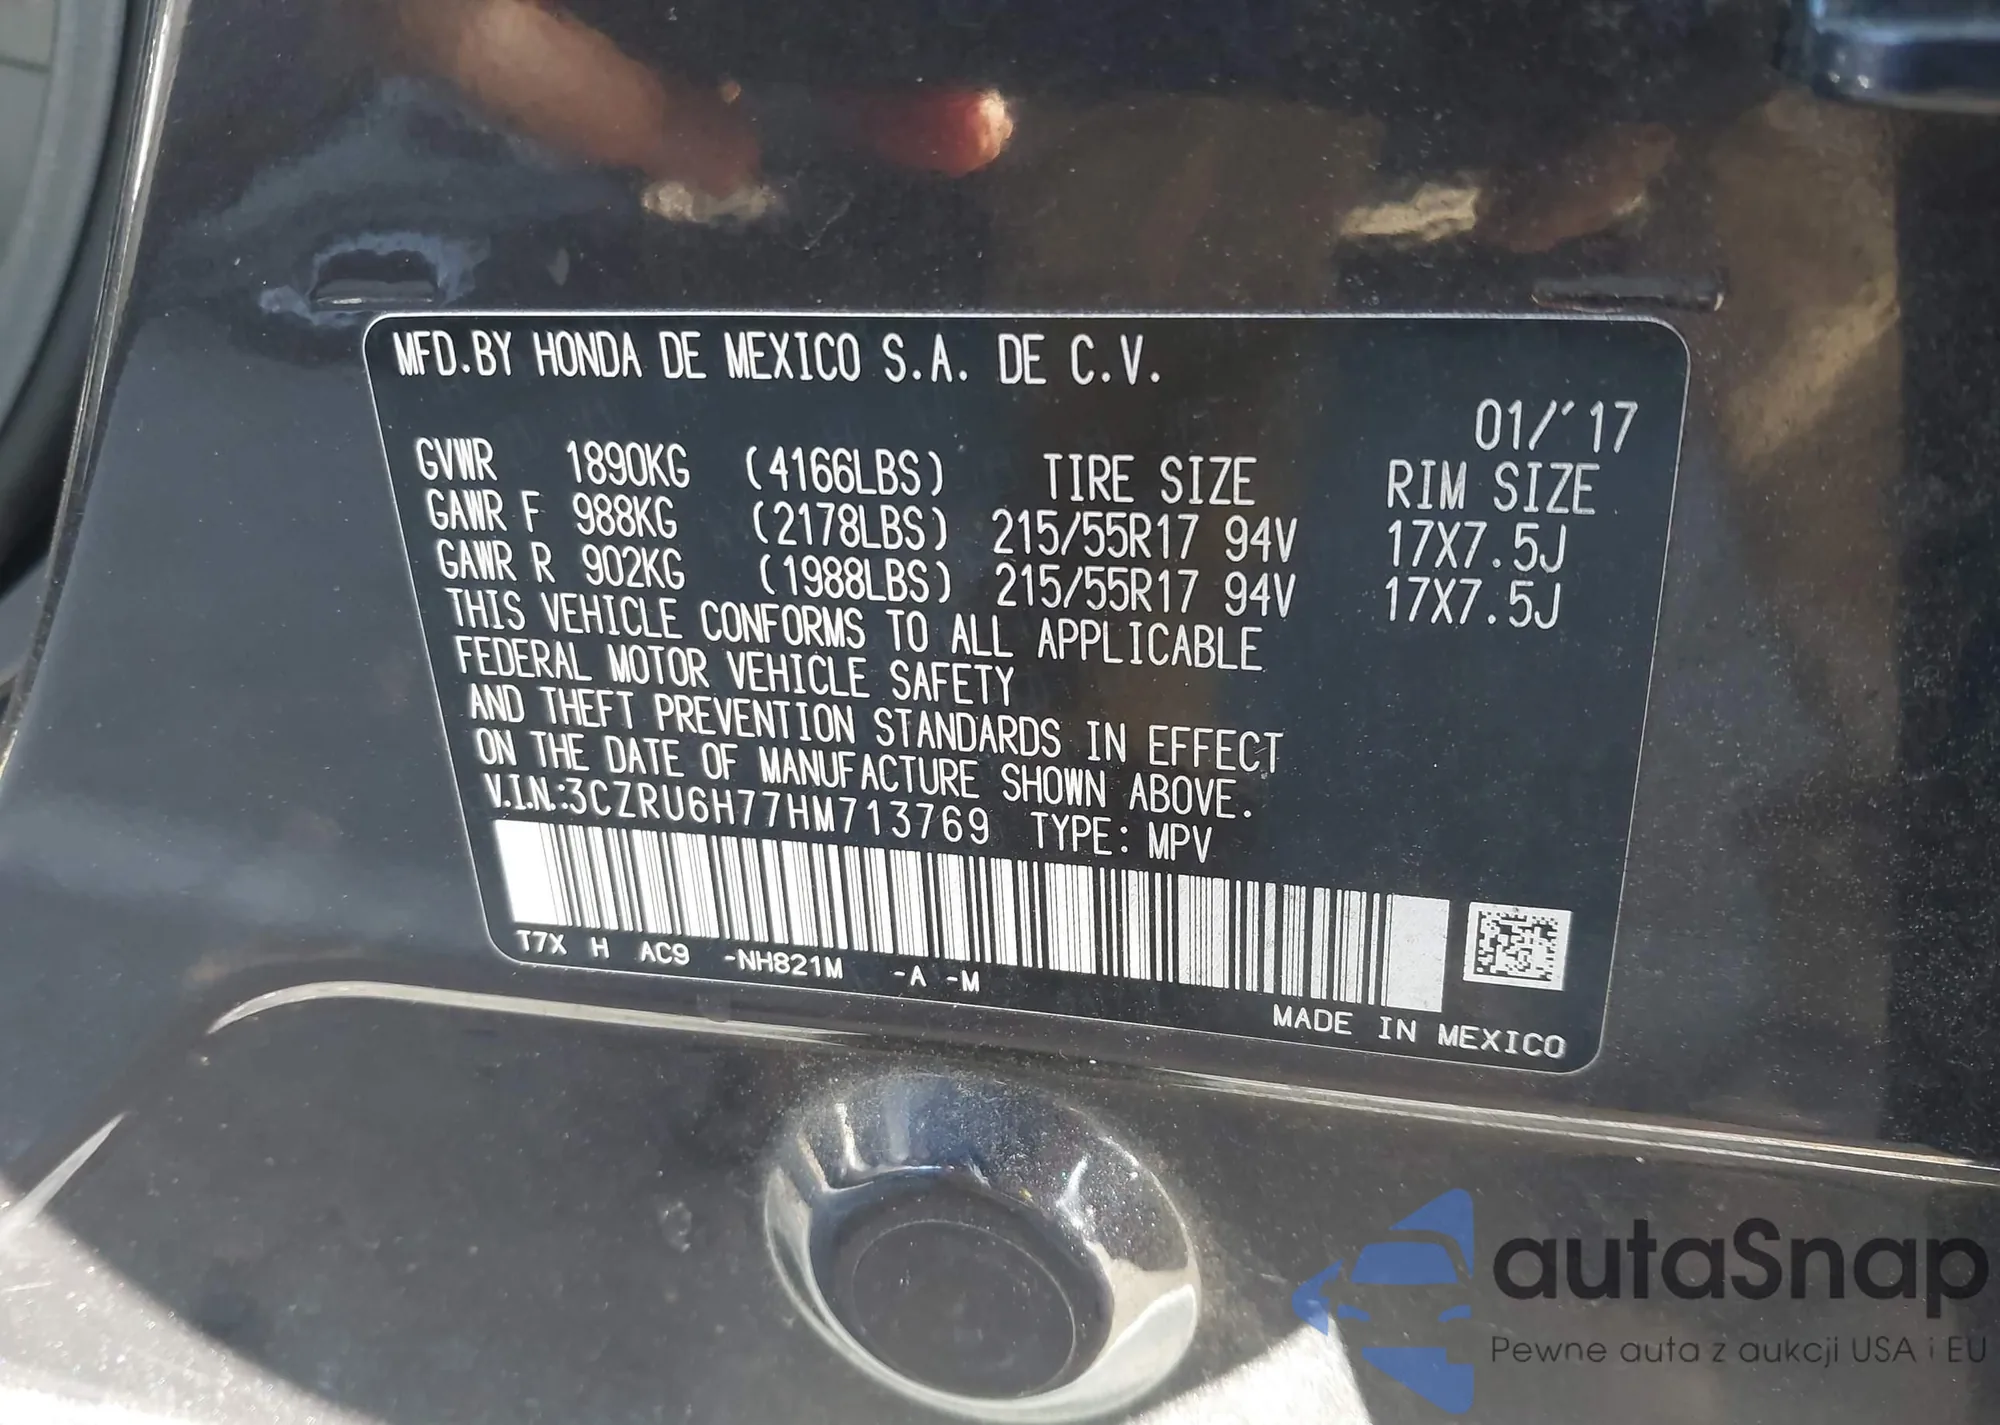 MFD.BY HONDA DE MEXICO S.A. DE C.V.
01/'17
GVWR 1890KG (4166LBS) TIRE SIZE RIM SIZE
GAWR F 988KG (2178LBS) 215/55R17 94V 17X7.5J
GAWR R 902KG (1988LBS) 215/55R17 94V 17X7.5J
THIS VEHICLE CONFORMS TO ALL APPLICABLE
FEDERAL MOTOR VEHICLE SAFETY
AND THEFT PREVENTION STANDARDS IN EFFECT
ON THE DATE OF MANUFACTURE SHOWN ABOVE.
V.I.N.:3CZRU6H77HM713769 TYPE: MPV
T7X H AC9 -NH821M -A -M
MADE IN MEXICO
autaSnap
Pewne auta z aukcji USA i EU